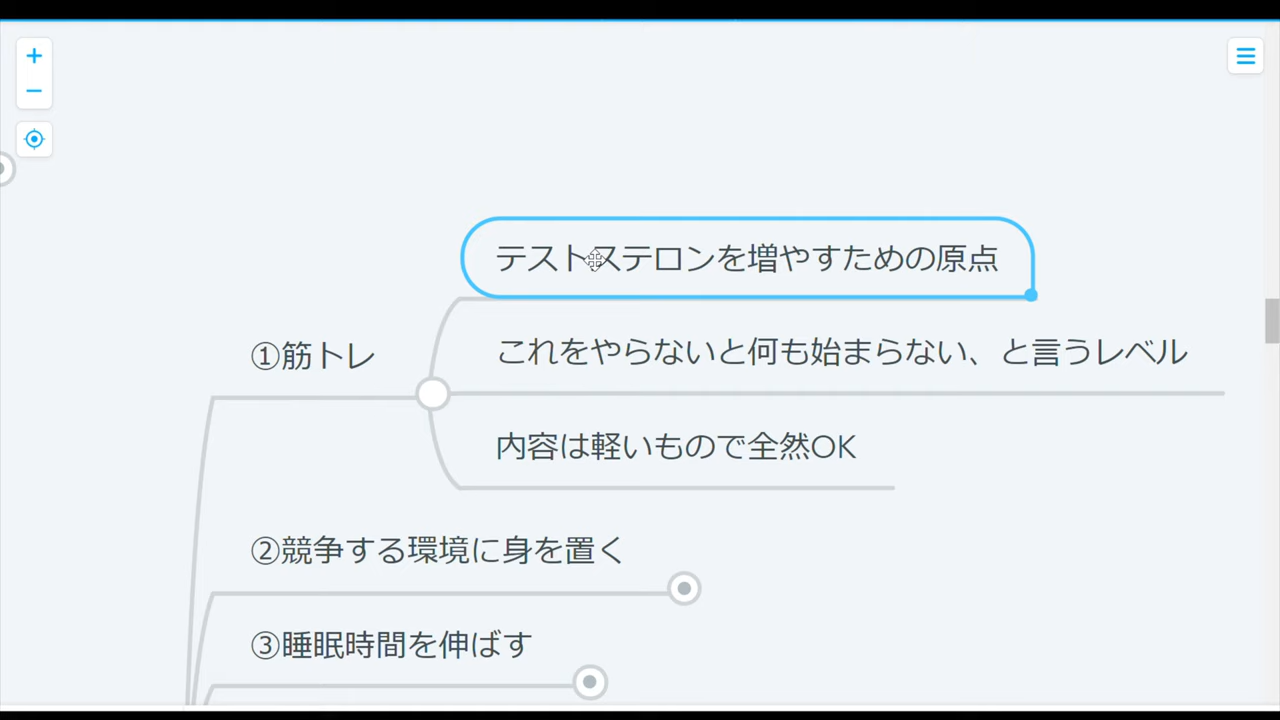 テストステロンを増やすための原点
①筋トレ
これをやらないと何も始まらない、と言うレベル
内容は軽いもので全然OK
②競争する環境に身を置く
③睡眠時間を伸ばす